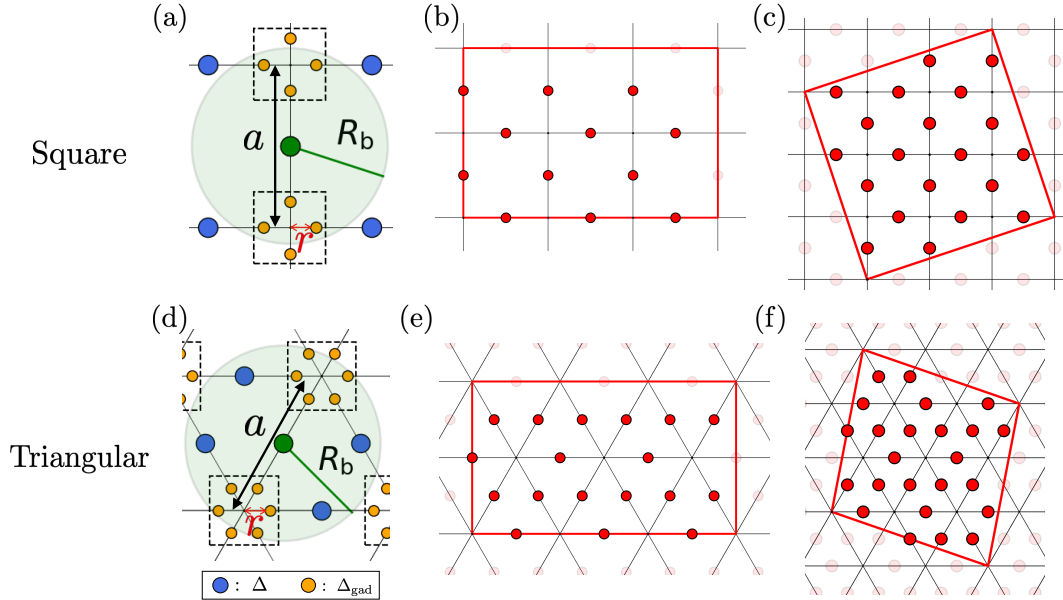 (a) (b) (c)
Square
a
R_b
r
(d) (e) (f)
Triangular
a
R_b
r
: Δ : Δ_gad